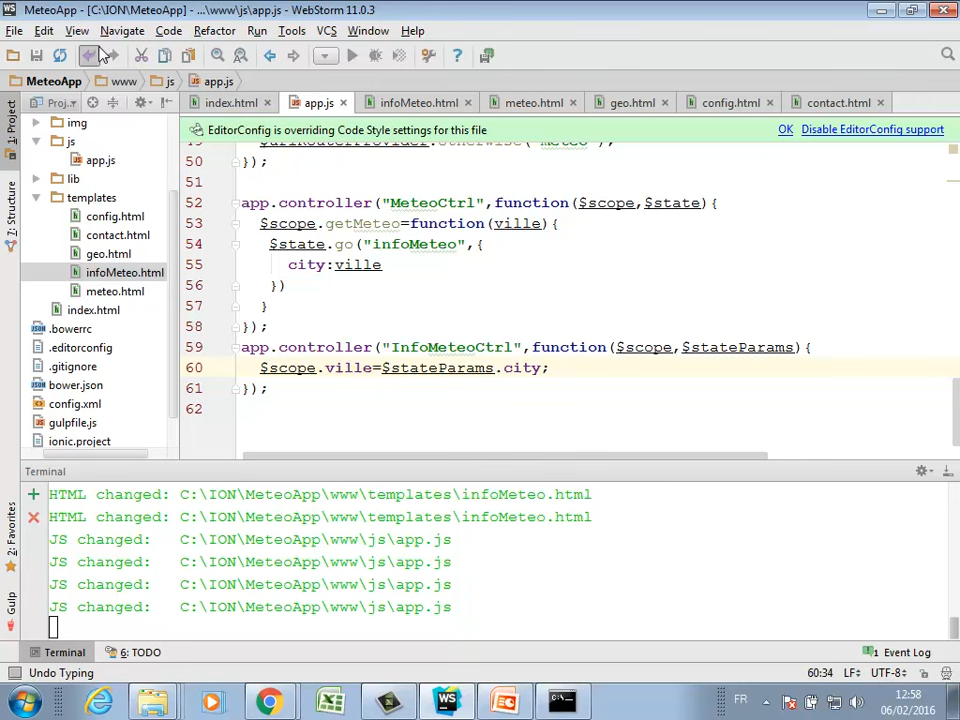 MeteoApp - [C:\ION\MeteoApp] - ...\www\js\app.js - WebStorm 11.0.3
File Edit View Navigate Code Refactor Run Tools VCS Window Help
MeteoApp www js app.js
1: Project
7: Structure
2: Favorites
Gulp
Proj..
index.html app.js infoMeteo.html meteo.html geo.html config.html contact.html
EditorConfig is overriding Code Style settings for this file OK Disable EditorConfig support
img
js
app.js
lib
templates
config.html
contact.html
geo.html
infoMeteo.html
meteo.html
index.html
.bowerrc
.editorconfig
.gitignore
bower.json
config.xml
gulpfile.js
ionic.project
50 });
51
52 app.controller("MeteoCtrl",function($scope,$state){
53 $scope.getMeteo=function(ville){
54 $state.go("infoMeteo",{
55 city:ville
56 })
57 }
58 });
59 app.controller("InfoMeteoCtrl",function($scope,$stateParams){
60 $scope.ville=$stateParams.city;
61 });
62
Terminal
HTML changed: C:\ION\MeteoApp\www\templates\infoMeteo.html
HTML changed: C:\ION\MeteoApp\www\templates\infoMeteo.html
JS changed: C:\ION\MeteoApp\www\js\app.js
JS changed: C:\ION\MeteoApp\www\js\app.js
JS changed: C:\ION\MeteoApp\www\js\app.js
JS changed: C:\ION\MeteoApp\www\js\app.js
Terminal 6: TODO 1 Event Log
Undo Typing 60:34 LF÷ UTF-8÷
FR 12:58
06/02/2016